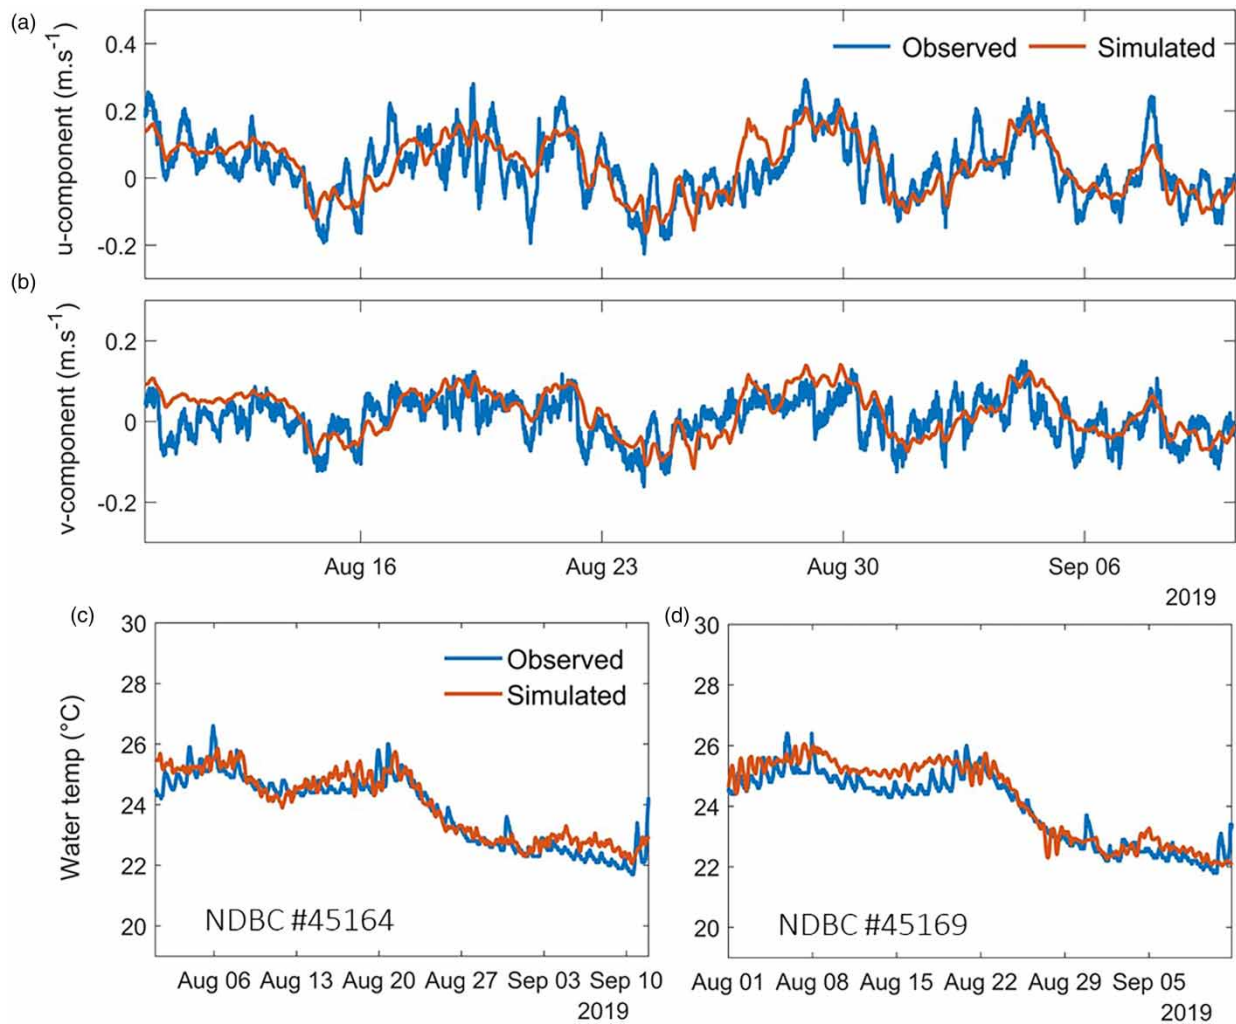 (a)
u-component (m.s-1)
0.4
0.2
0
-0.2
Observed Simulated
(b)
v-component (m.s-1)
0.2
0
-0.2
Aug 16 Aug 23 Aug 30 Sep 06
2019
(c)
Water temp (°C)
30
28
26
24
22
20
Observed
Simulated
NDBC #45164
Aug 06 Aug 13 Aug 20 Aug 27 Sep 03 Sep 10
2019
(d)
30
28
26
24
22
20
NDBC #45169
Aug 01 Aug 08 Aug 15 Aug 22 Aug 29 Sep 05
2019